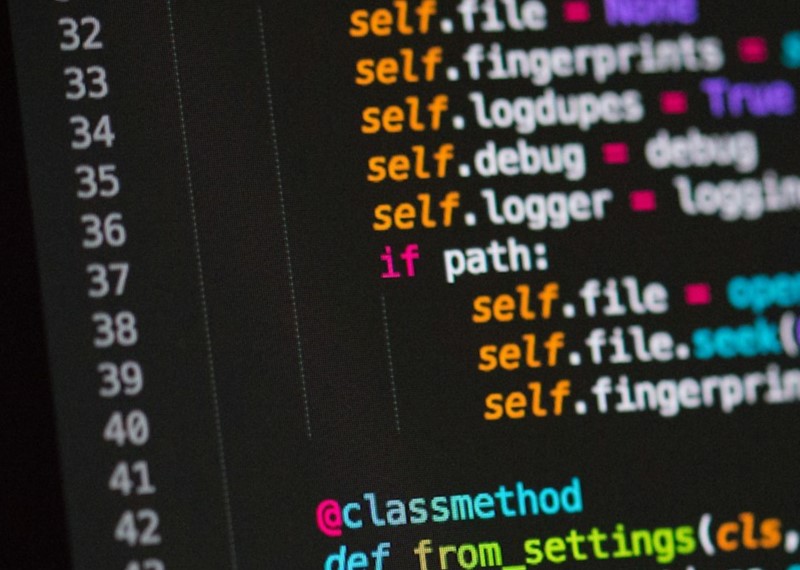 32 self.file = None
33 self.fingerprints =
34 self.logdupes = True
35 self.debug = debug
36 self.logger = loggin
37 if path:
38 self.file = open
39 self.file.seek(
40 self.fingerprin
41
42 @classmethod
43 def from_settings(cls,